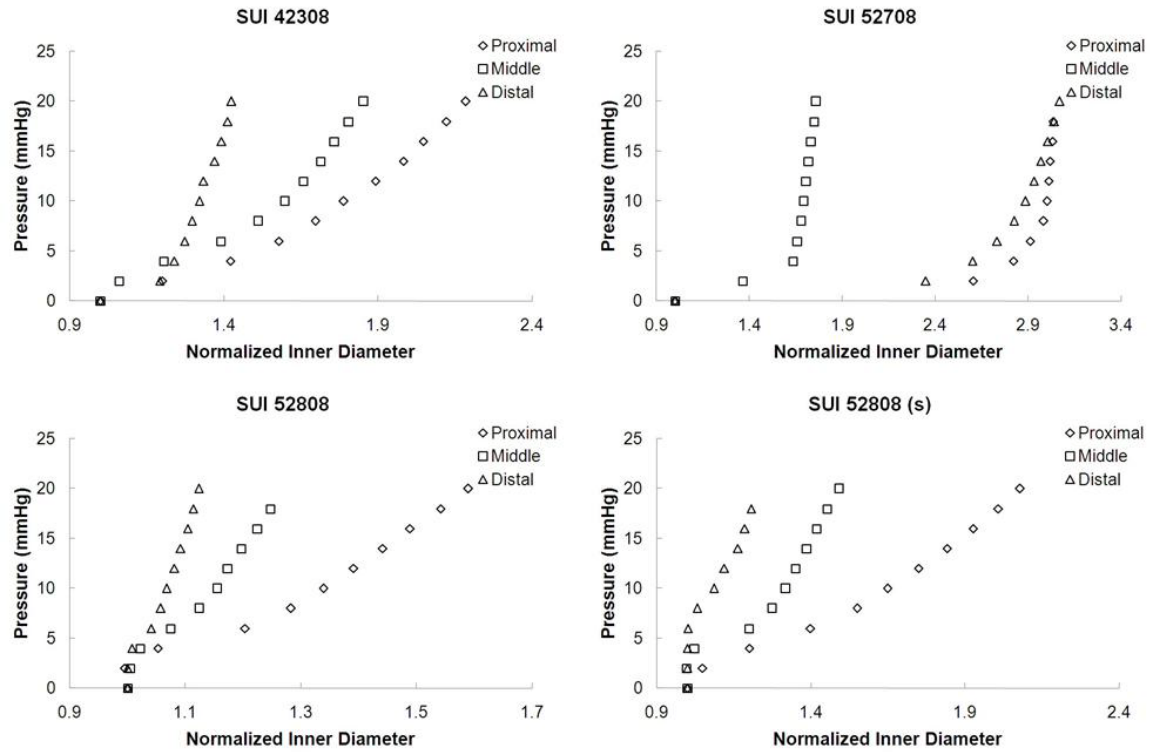 SUI 42308
Proximal
Middle
Distal
Pressure (mmHg)
25
20
15
10
5
0
0.9 1.4 1.9 2.4
Normalized Inner Diameter
SUI 52708
Proximal
Middle
Distal
Pressure (mmHg)
25
20
15
10
5
0
0.9 1.4 1.9 2.4 2.9 3.4
Normalized Inner Diameter
SUI 52808
Proximal
Middle
Distal
Pressure (mmHg)
25
20
15
10
5
0
0.9 1.1 1.3 1.5 1.7
Normalized Inner Diameter
SUI 52808 (s)
Proximal
Middle
Distal
Pressure (mmHg)
25
20
15
10
5
0
0.9 1.4 1.9 2.4
Normalized Inner Diameter